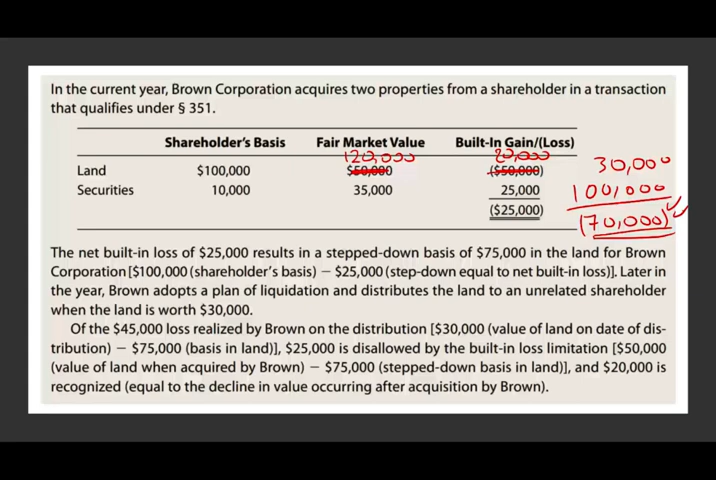 In the current year, Brown Corporation acquires two properties from a shareholder in a transaction
that qualifies under § 351.
Shareholder's Basis Fair Market Value Built-In Gain/(Loss)
120,000 20,000
Land $100,000 $50,000 ($50,000) 30,000
Securities 10,000 35,000 25,000 100,000
($25,000) (70,000)
The net built-in loss of $25,000 results in a stepped-down basis of $75,000 in the land for Brown
Corporation [$100,000 (shareholder's basis) − $25,000 (step-down equal to net built-in loss)]. Later in
the year, Brown adopts a plan of liquidation and distributes the land to an unrelated shareholder
when the land is worth $30,000.
Of the $45,000 loss realized by Brown on the distribution [$30,000 (value of land on date of dis-
tribution) − $75,000 (basis in land)], $25,000 is disallowed by the built-in loss limitation [$50,000
(value of land when acquired by Brown) − $75,000 (stepped-down basis in land)], and $20,000 is
recognized (equal to the decline in value occurring after acquisition by Brown).